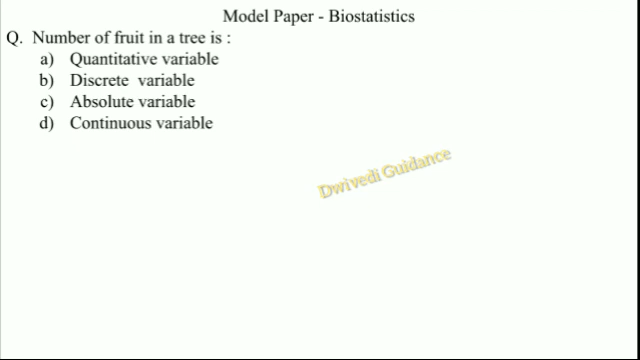 Model Paper - Biostatistics
Q. Number of fruit in a tree is :
a) Quantitative variable
b) Discrete variable
c) Absolute variable
d) Continuous variable
Dwivedi Guidance